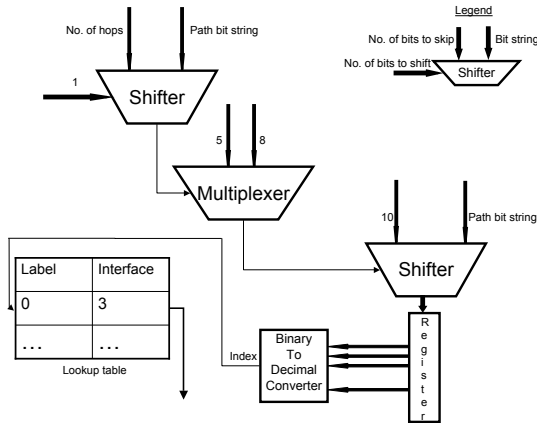 Legend
No. of hops
Path bit string
No. of bits to skip
Bit string
No. of bits to shift
Shifter
1
Shifter
5
8
Multiplexer
10
Path bit string
Shifter
Label Interface
0 3
... ...
Lookup table
Index
Binary
To
Decimal
Converter
R
e
g
i
s
t
e
r